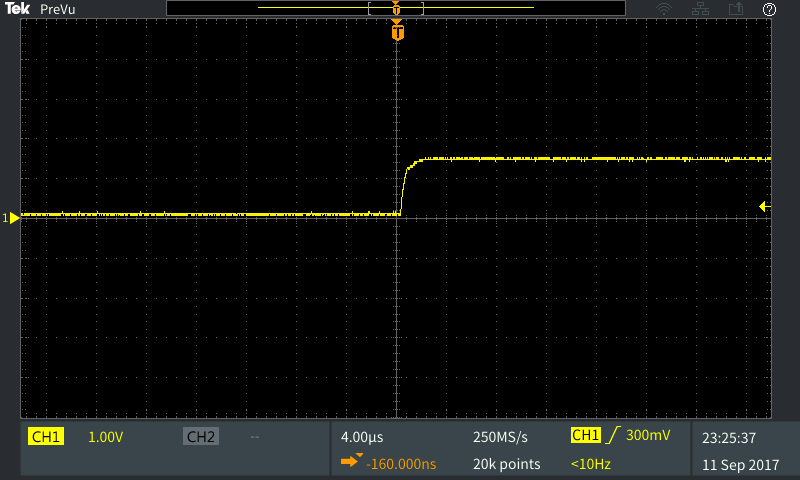 Tek PreVu
T
T
1
CH1 1.00V CH2 -- 4.00µs 250MS/s CH1 300mV 23:25:37
-160.000ns 20k points <10Hz 11 Sep 2017